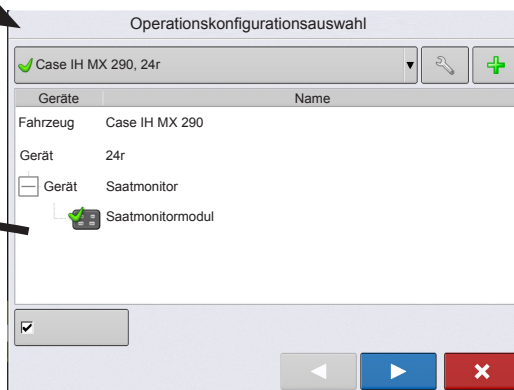 Operationskonfigurationsauswahl
Case IH MX 290, 24r
Geräte Name
Fahrzeug Case IH MX 290
Gerät 24r
Gerät Saatmonitor
Saatmonitormodul